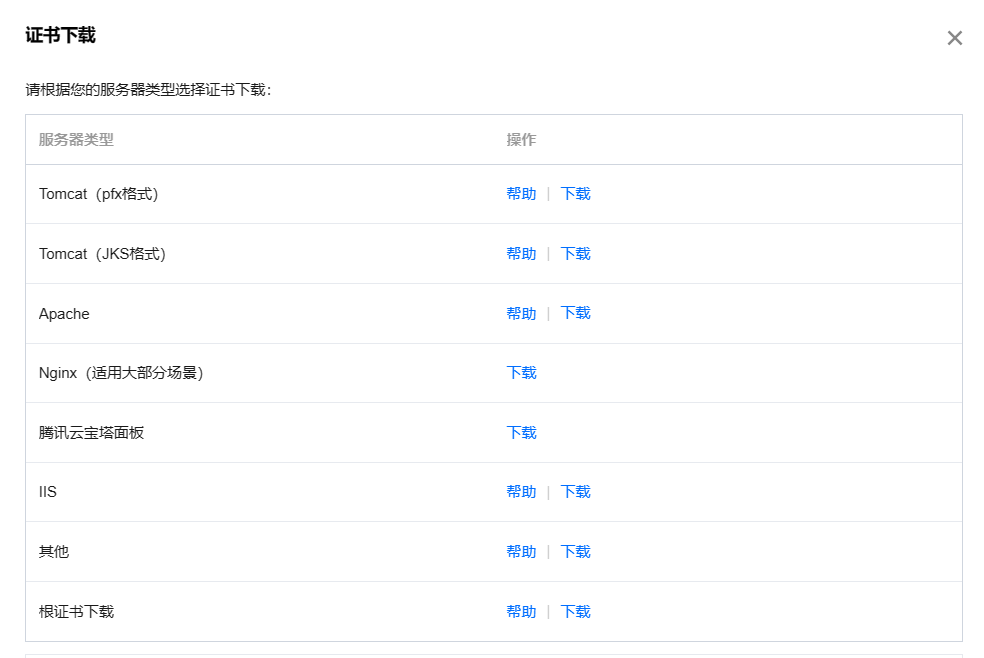 证书下载
请根据您的服务器类型选择证书下载：
服务器类型 操作
Tomcat（pfx格式） 帮助 | 下载
Tomcat（JKS格式） 帮助 | 下载
Apache 帮助 | 下载
Nginx（适用大部分场景） 下载
腾讯云宝塔面板 下载
IIS 帮助 | 下载
其他 帮助 | 下载
根证书下载 帮助 | 下载